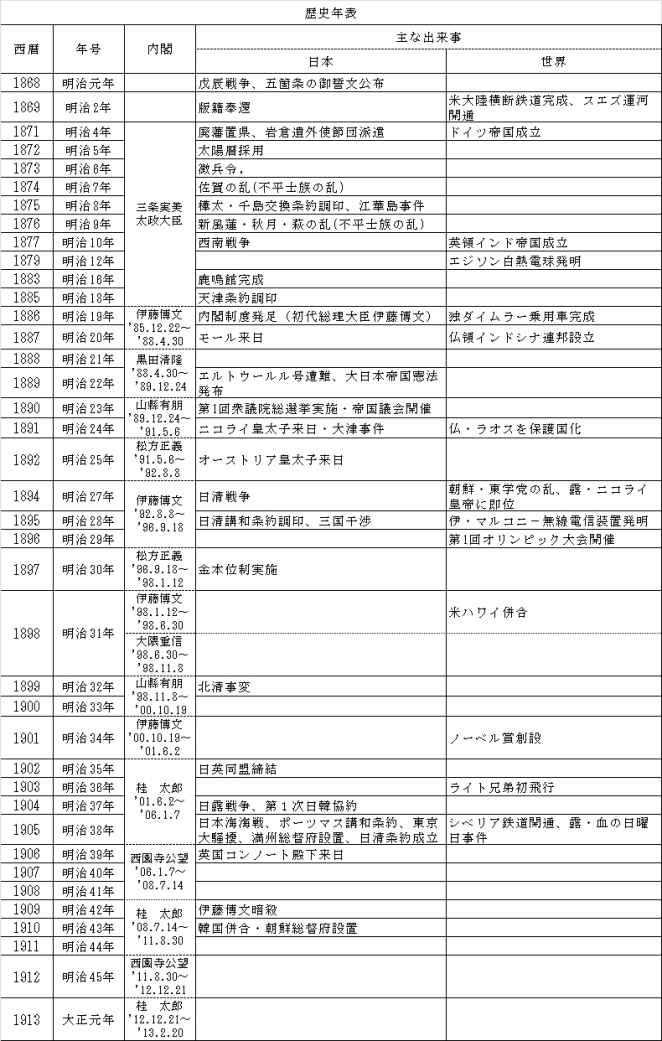 歴史年表
西暦 年号 内閣 主な出来事
日本 世界
1868 明治元年 戊辰戦争、五箇条の御誓文公布
1869 明治2年 版籍奉還 米大陸横断鉄道完成、スエズ運河
開通
三条実美
太政大臣
1871 明治4年 廃藩置県、岩倉遣外使節団派遣 ドイツ帝国成立
1872 明治5年 太陽暦採用
1873 明治6年 徴兵令,
1874 明治7年 佐賀の乱(不平士族の乱)
1875 明治8年 樺太・千島交換条約調印、江華島事件
1876 明治9年 新風蓮・秋月・萩の乱(不平士族の乱)
1877 明治10年 西南戦争 英領インド帝国成立
1879 明治12年 エジソン白熱電球発明
1883 明治16年 鹿鳴館完成
1885 明治18年 天津条約調印
伊藤博文
'85.12.22～
'88.4.30
1886 明治19年 内閣制度発足（初代総理大臣伊藤博文） 独ダイムラー乗用車完成
1887 明治20年 モール来日 仏領インドシナ連邦設立
黒田清隆
'88.4.30～
'89.12.24
1888 明治21年
1889 明治22年 エルトウールル号遭難、大日本帝国憲法
発布
山縣有朋
'89.12.24～
'91.5.6
1890 明治23年 第1回衆議院総選挙実施・帝国議会開催
1891 明治24年 ニコライ皇太子来日・大津事件 仏・ラオスを保護国化
松方正義
'91.5.6～
'92.8.8
1892 明治25年 オーストリア皇太子来日
伊藤博文
'92.8.8～
'96.9.18
1894 明治27年 日清戦争 朝鮮・東学党の乱、露・ニコライ
皇帝に即位
1895 明治28年 日清講和条約調印、三国干渉 伊・マルコニー無線電信装置発明
1896 明治29年 第1回オリンピック大会開催
松方正義
'96.9.18～
'98.1.12
1897 明治30年 金本位制実施
1898 明治31年
伊藤博文
'98.1.12～
'98.6.30
米ハワイ併合
大隈重信
'98.6.30～
'98.11.8
山縣有朋
'98.11.8～
'00.10.19
1899 明治32年 北清事変
1900 明治33年
伊藤博文
'00.10.19～
'01.6.2
1901 明治34年 ノーベル賞創設
桂 太郎
'01.6.2～
'06.1.7
1902 明治35年 日英同盟締結
1903 明治36年 ライト兄弟初飛行
1904 明治37年 日露戦争、第１次日韓協約
1905 明治38年 日本海海戦、ポーツマス講和条約、東京
大騒擾、満州総督府設置、日清条約成立 シベリア鉄道開通、露・血の日曜
日事件
西園寺公望
'06.1.7～
'08.7.14
1906 明治39年 英国コンノート殿下来日
1907 明治40年
1908 明治41年
桂 太郎
'08.7.14～
'11.8.30
1909 明治42年 伊藤博文暗殺
1910 明治43年 韓国併合・朝鮮総督府設置
1911 明治44年
西園寺公望
'11.8.30～
'12.12.21
1912 明治45年
桂 太郎
'12.12.21～
'13.2.20
1913 大正元年